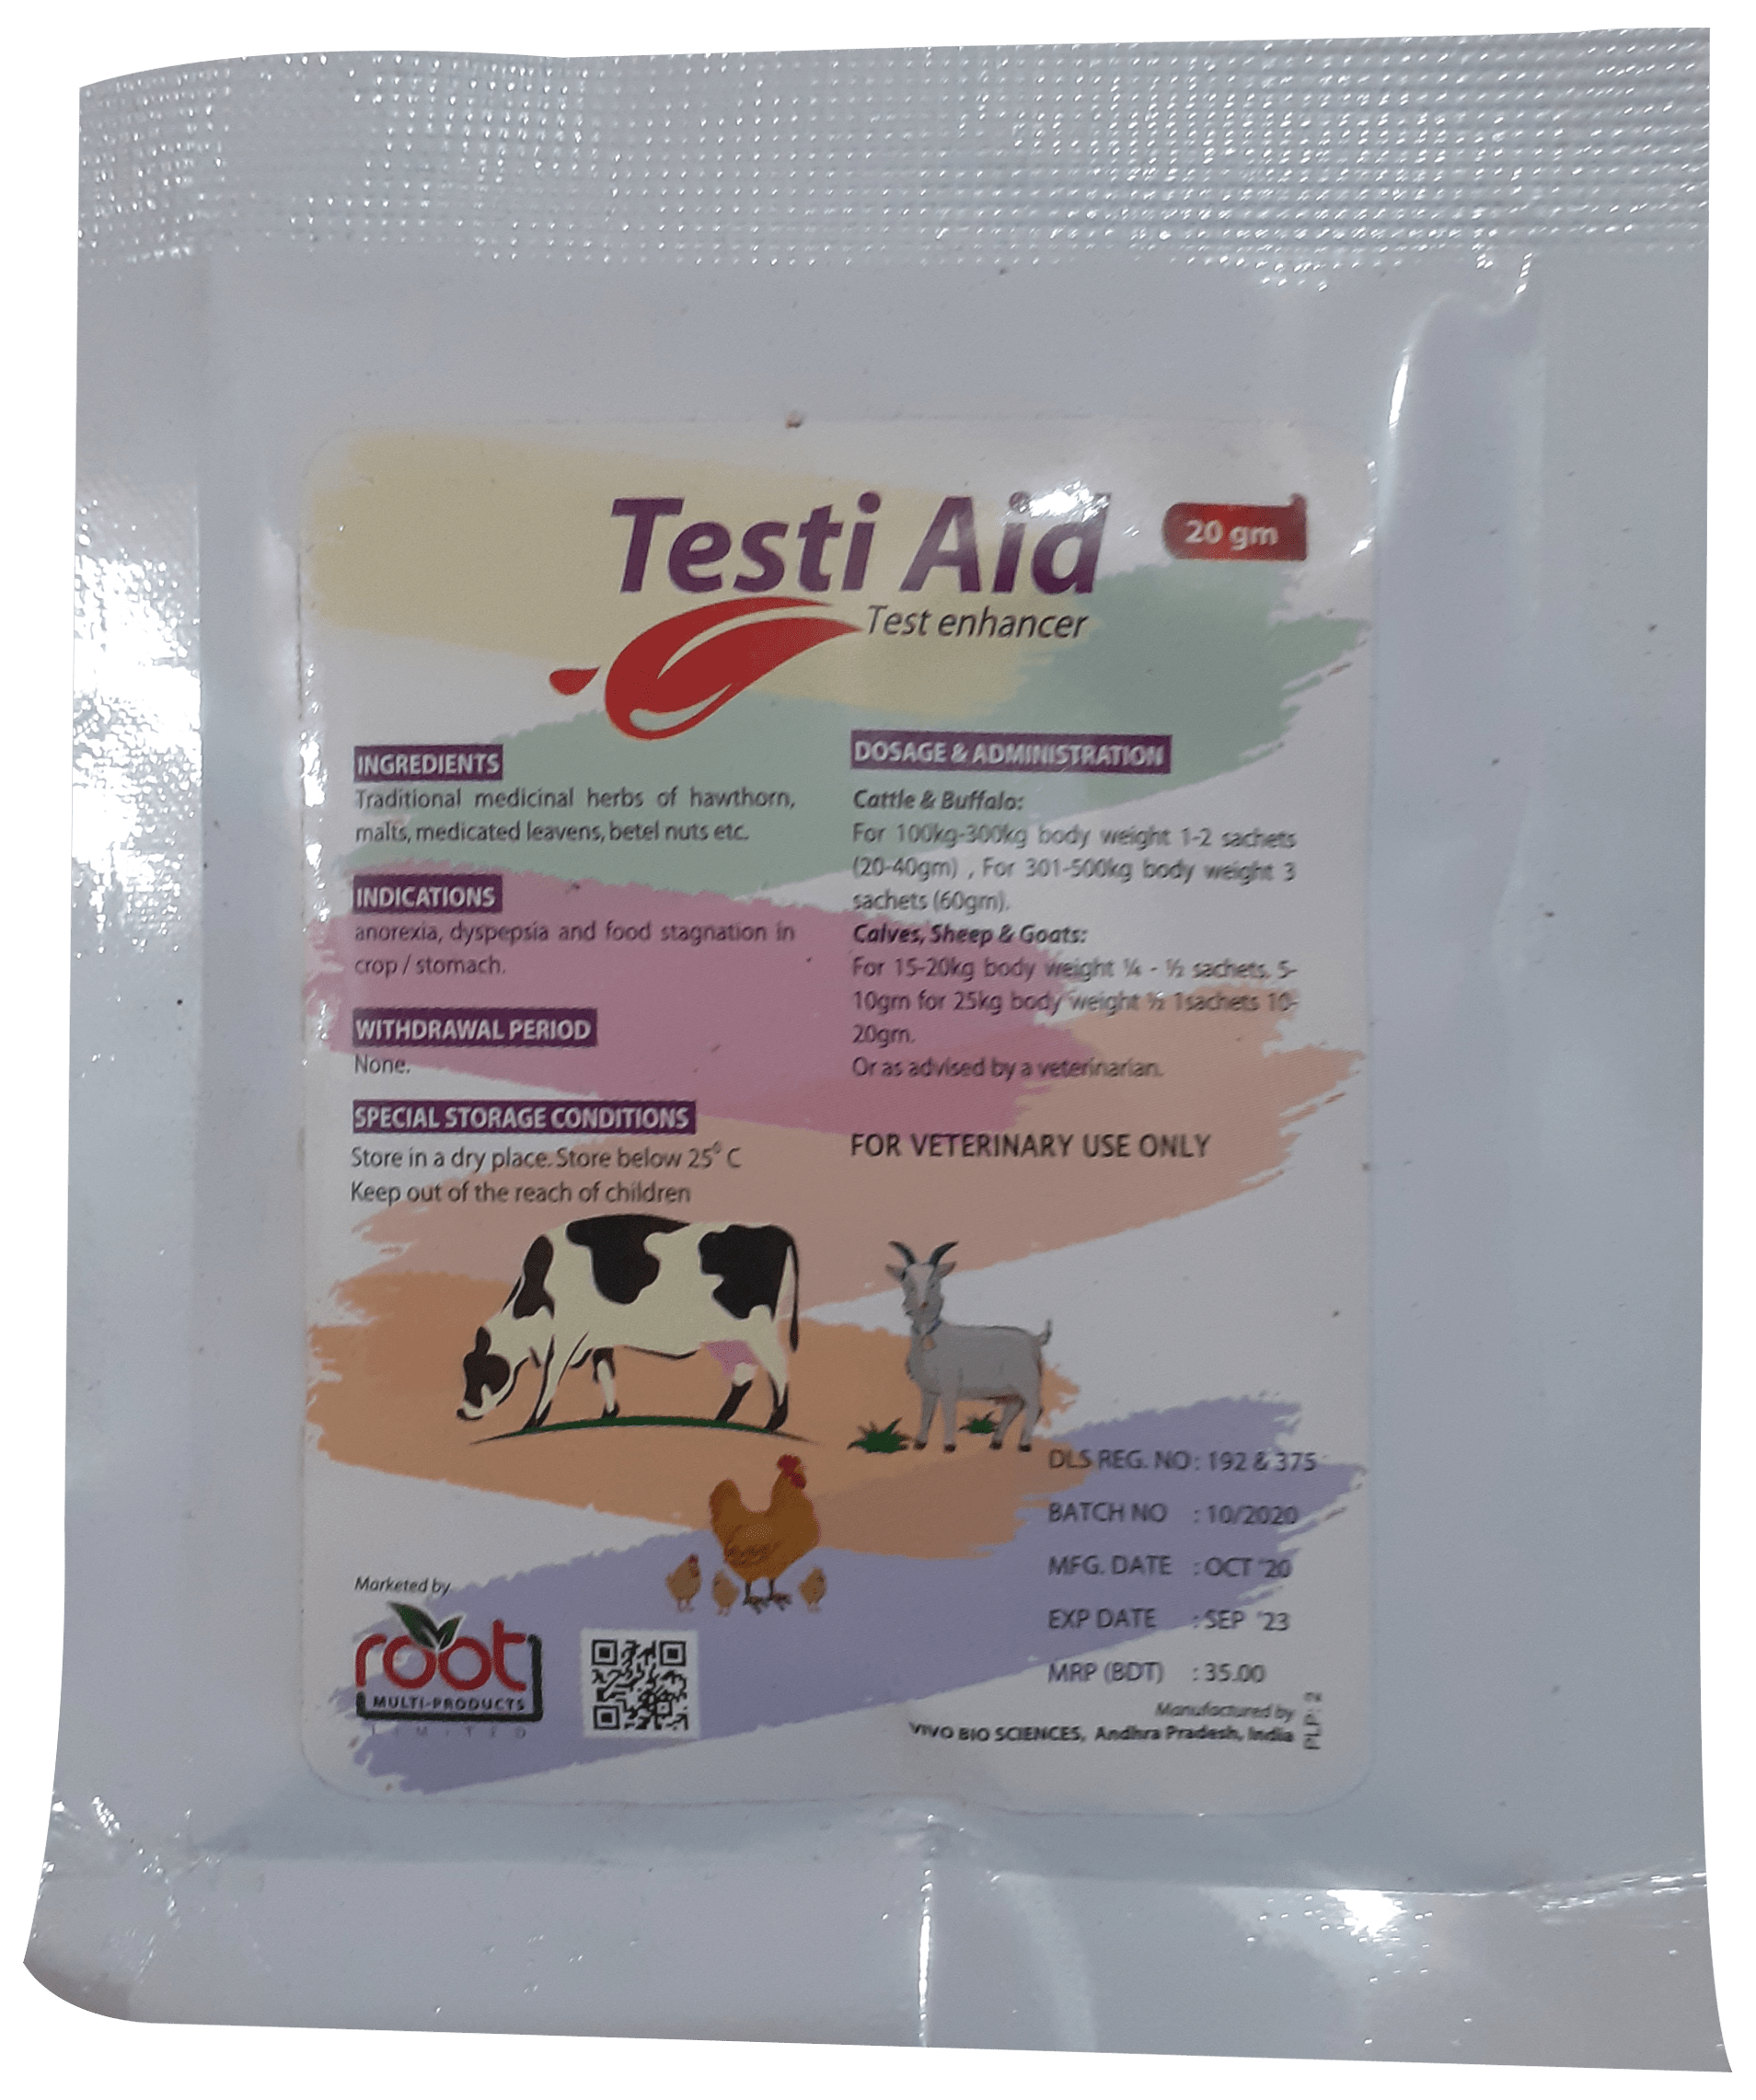 Testi Aid
20 gm
Test enhancer
INGREDIENTS
Traditional medicinal herbs of hawthorn,
malts, medicated leavens, betel nuts etc.
INDICATIONS
anorexia, dyspepsia and food stagnation in
crop / stomach.
WITHDRAWAL PERIOD
None.
SPECIAL STORAGE CONDITIONS
Store in a dry place. Store below 25° C
Keep out of the reach of children
DOSAGE & ADMINISTRATION
Cattle & Buffalo:
For 100kg-300kg body weight 1-2 sachets
(20-40gm) , For 301-500kg body weight 3
sachets (60gm).
Calves, Sheep & Goats:
For 15-20kg body weight ¼ - ½ sachets. 5-
10gm for 25kg body weight ½ 1sachets 10-
20gm.
Or as advised by a veterinarian.
FOR VETERINARY USE ONLY
Marketed by
root
MULTI-PRODUCTS
LIMITED
DLS REG. NO : 192 & 375
BATCH NO : 10/2020
MFG. DATE : OCT '20
EXP DATE : SEP '23
MRP (BDT) : 35.00
Manufactured by
VIVO BIO SCIENCES, Andhra Pradesh, India